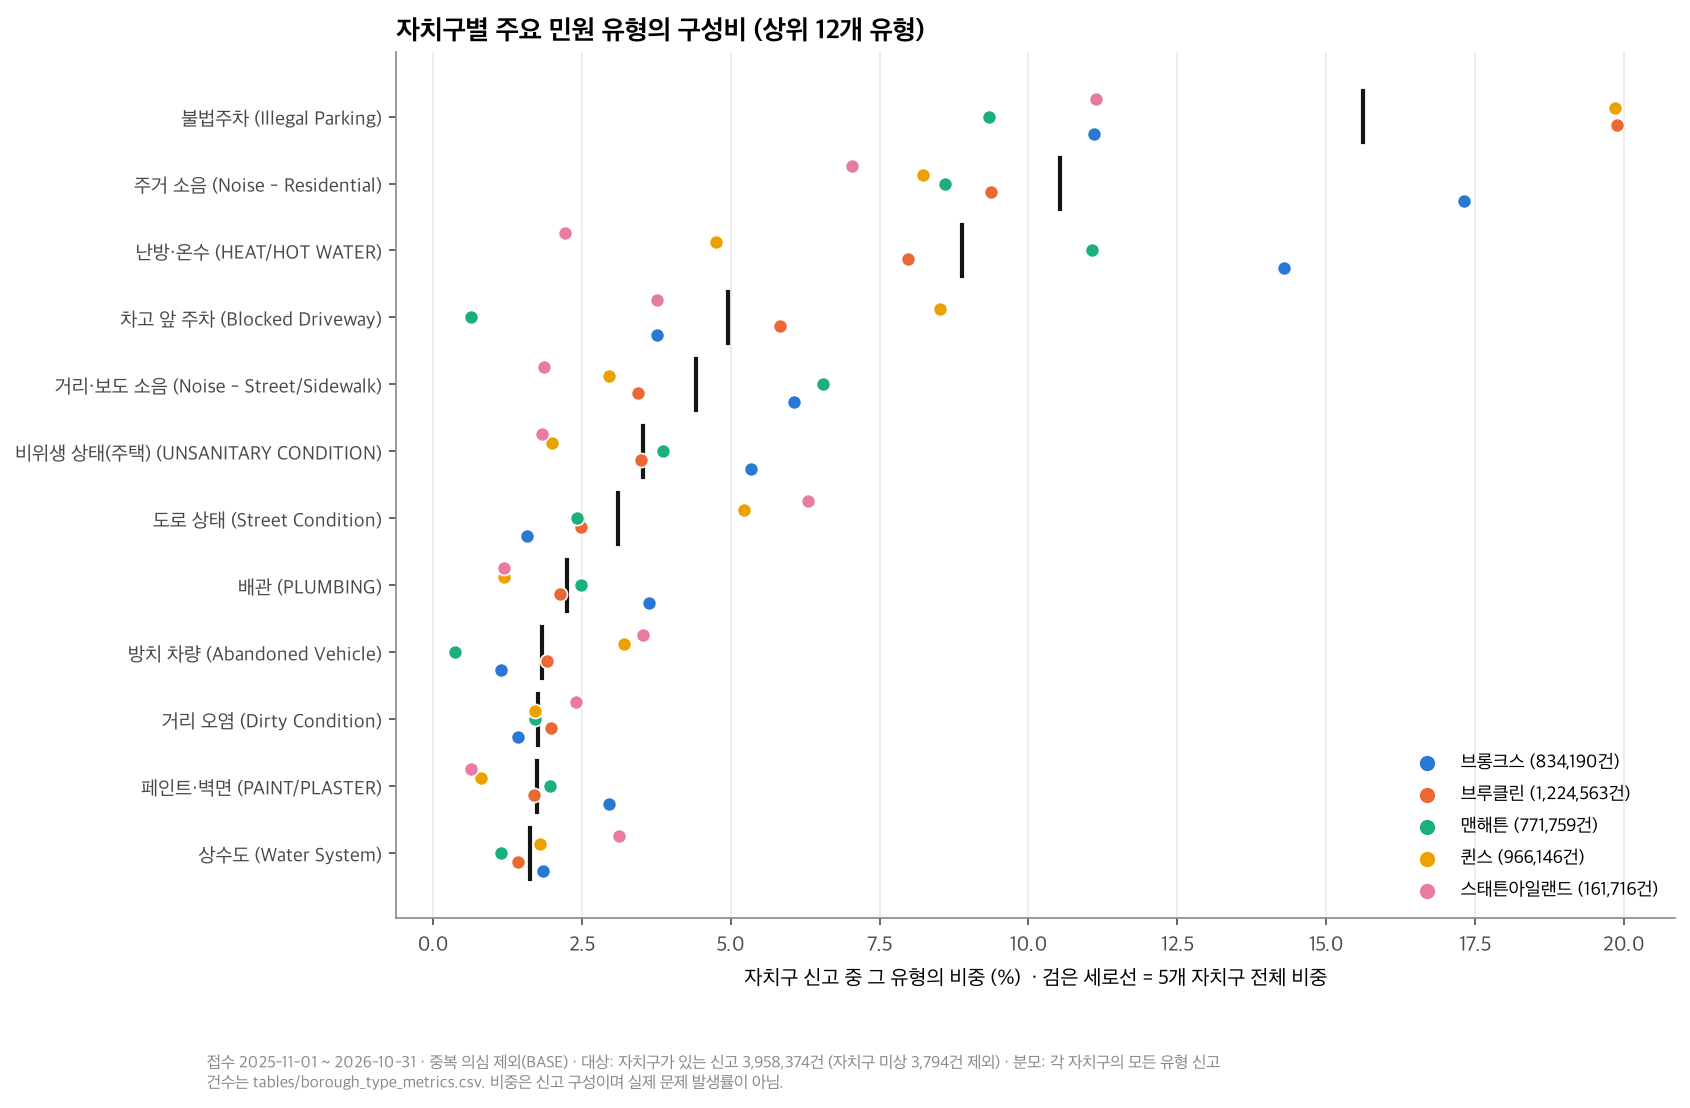 자치구별 주요 민원 유형의 구성비 (상위 12개 유형)
불법주차 (Illegal Parking)
주거 소음 (Noise - Residential)
난방·온수 (HEAT/HOT WATER)
차고 앞 주차 (Blocked Driveway)
거리·보도 소음 (Noise - Street/Sidewalk)
비위생 상태(주택) (UNSANITARY CONDITION)
도로 상태 (Street Condition)
배관 (PLUMBING)
방치 차량 (Abandoned Vehicle)
거리 오염 (Dirty Condition)
페인트·벽면 (PAINT/PLASTER)
상수도 (Water System)
브롱크스 (834,190건)
브루클린 (1,224,563건)
맨해튼 (771,759건)
퀸스 (966,146건)
스태튼아일랜드 (161,716건)
0.0 2.5 5.0 7.5 10.0 12.5 15.0 17.5 20.0
자치구 신고 중 그 유형의 비중 (%) · 검은 세로선 = 5개 자치구 전체 비중
접수 2025-11-01 ~ 2026-10-31 · 중복 의심 제외(BASE) · 대상: 자치구가 있는 신고 3,958,374건 (자치구 미상 3,794건 제외) · 분모: 각 자치구의 모든 유형 신고
건수는 tables/borough_type_metrics.csv. 비중은 신고 구성이며 실제 문제 발생률이 아님.